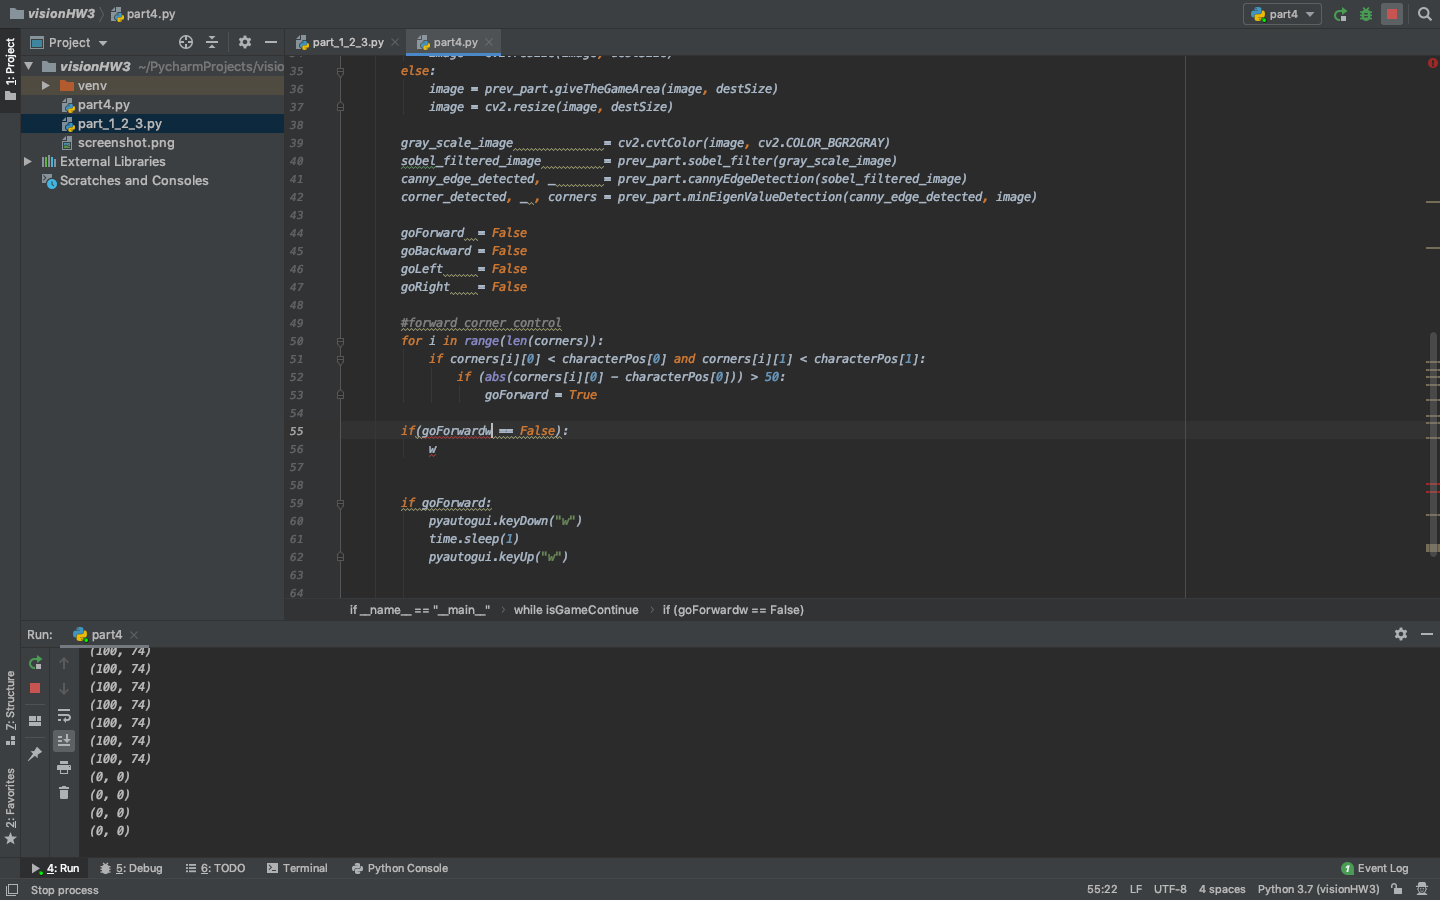 visionHW3 part4.py
part4
Project
part_1_2_3.py
part4.py
1: Project
visionHW3 ~/PycharmProjects/visio
venv
part4.py
part_1_2_3.py
screenshot.png
External Libraries
Scratches and Consoles
35 else:
36 image = prev_part.giveTheGameArea(image, destSize)
37 image = cv2.resize(image, destSize)
38
39 gray_scale_image = cv2.cvtColor(image, cv2.COLOR_BGR2GRAY)
40 sobel_filtered_image = prev_part.sobel_filter(gray_scale_image)
41 canny_edge_detected, _ = prev_part.cannyEdgeDetection(sobel_filtered_image)
42 corner_detected, _ , corners = prev_part.minEigenValueDetection(canny_edge_detected, image)
43
44 goForward = False
45 goBackward = False
46 goLeft = False
47 goRight = False
48
49 #forward corner control
50 for i in range(len(corners)):
51 if corners[i][0] < characterPos[0] and corners[i][1] < characterPos[1]:
52 if (abs(corners[i][0] - characterPos[0])) > 50:
53 goForward = True
54
55 if(goForwardw == False):
56 w
57
58
59 if goForward:
60 pyautogui.keyDown("w")
61 time.sleep(1)
62 pyautogui.keyUp("w")
63
64
if __name__ == "__main__" › while isGameContinue › if (goForwardw == False)
Run: part4
(100, 74)
(100, 74)
(100, 74)
(100, 74)
(100, 74)
(100, 74)
(100, 74)
(0, 0)
(0, 0)
(0, 0)
(0, 0)
Z: Structure
2: Favorites
4: Run 5: Debug 6: TODO Terminal Python Console
1 Event Log
Stop process
55:22 LF UTF-8 4 spaces Python 3.7 (visionHW3)